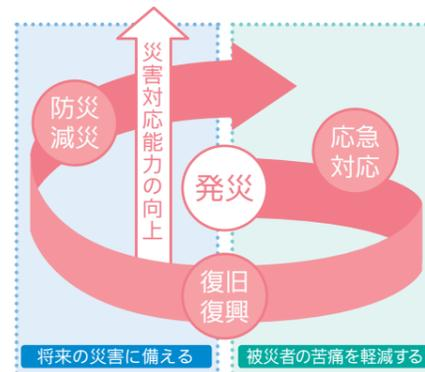 災害対応能力の向上
防災
減災
応急
対応
発災
復旧
復興
将来の災害に備える
被災者の苦痛を軽減する